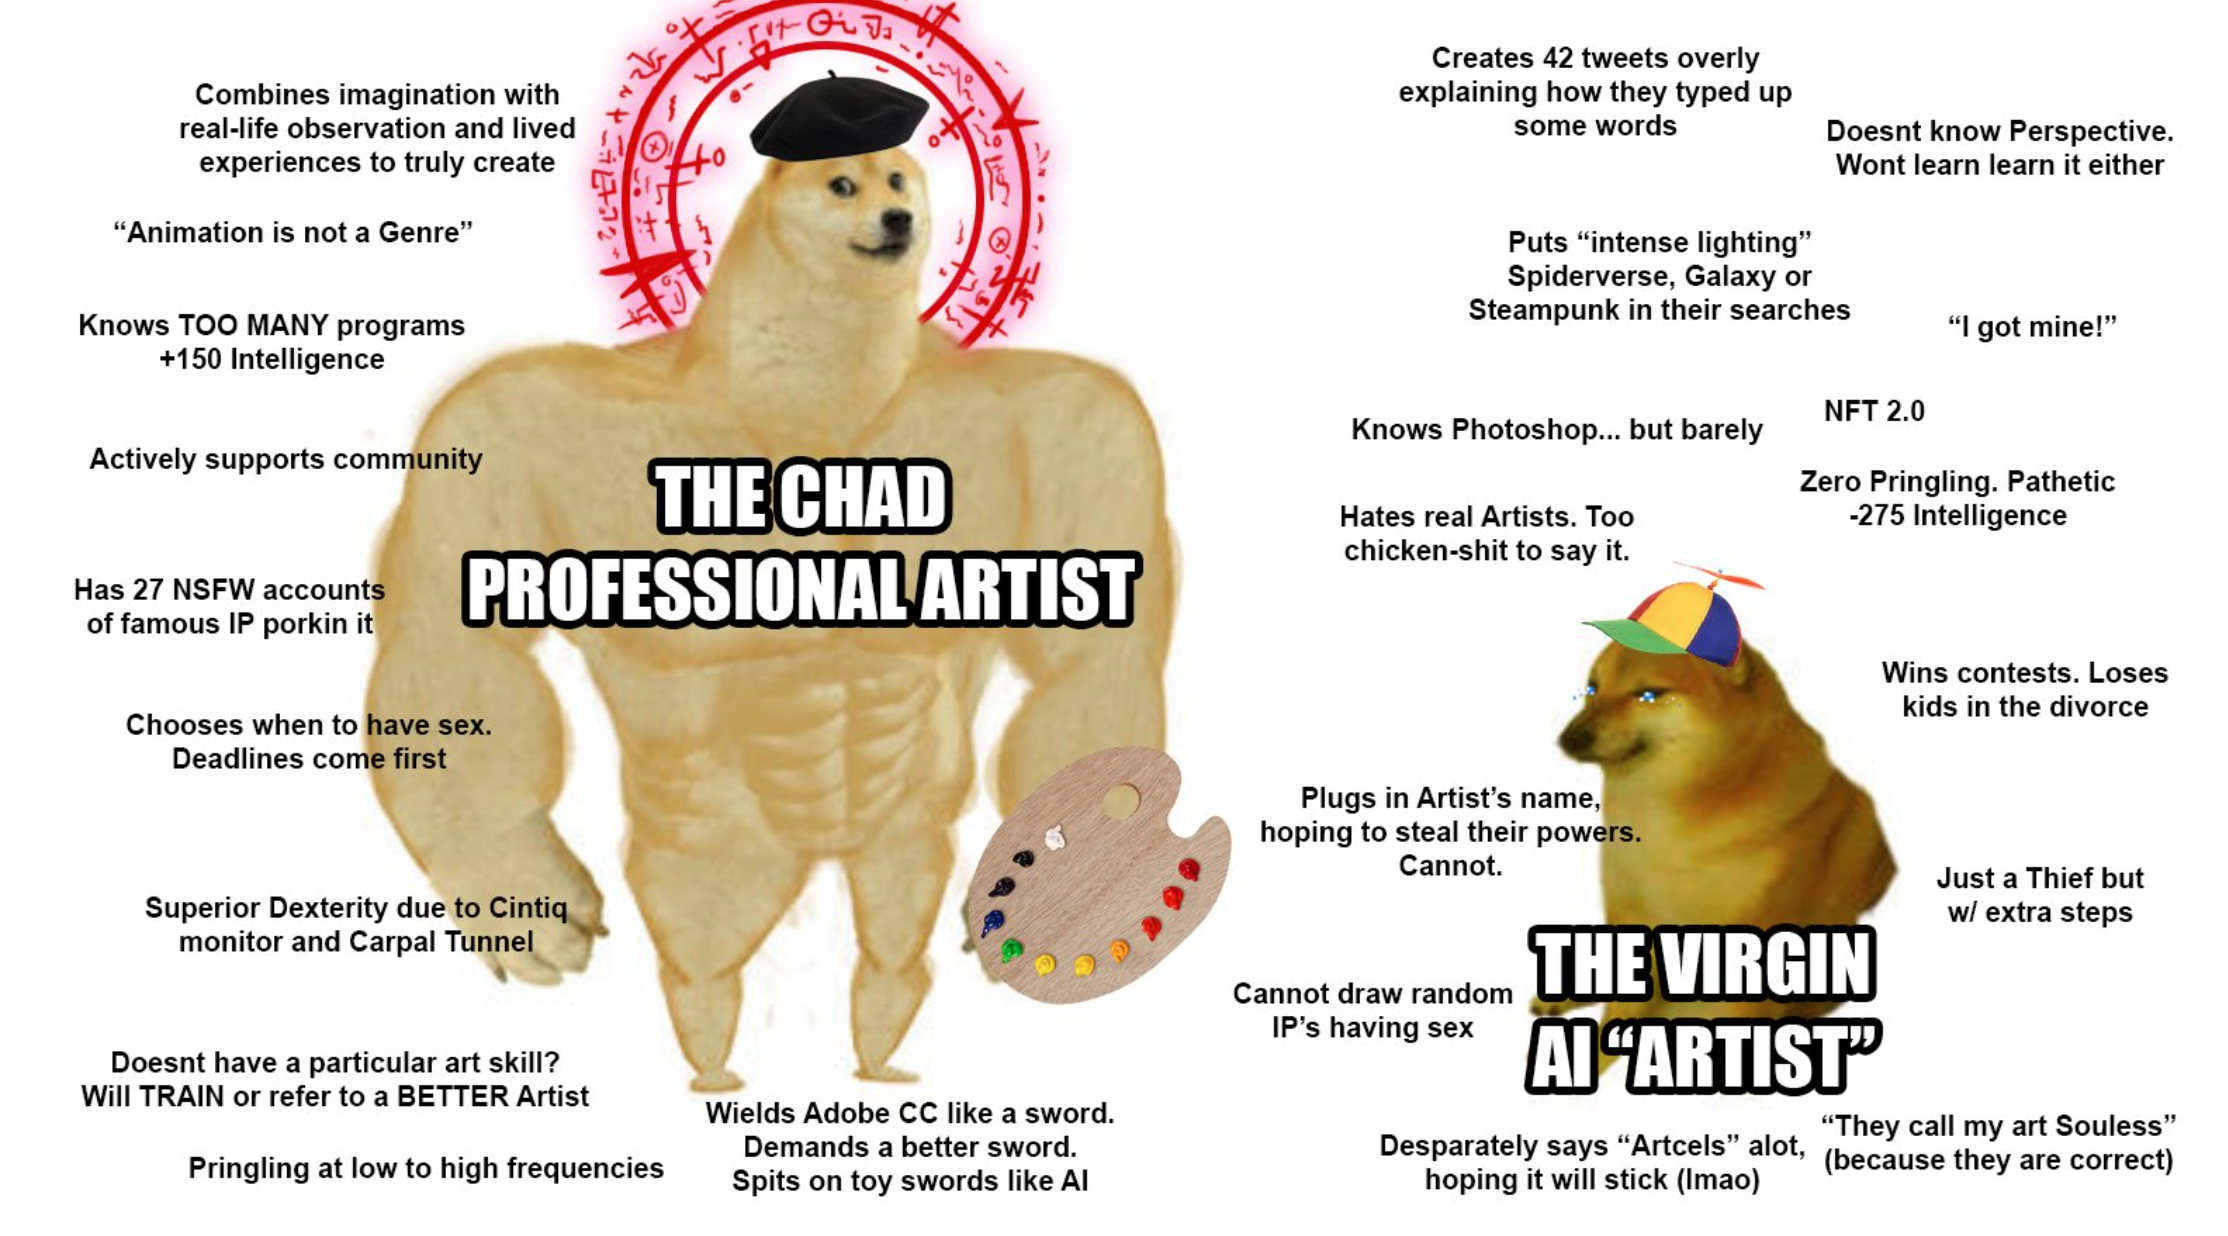 Combines imagination with
real-life observation and lived
experiences to truly create
“Animation is not a Genre”
Knows TOO MANY programs
+150 Intelligence
Actively supports community
Has 27 NSFW accounts
of famous IP porkin it
Chooses when to have sex.
Deadlines come first
Superior Dexterity due to Cintiq
monitor and Carpal Tunnel
Doesnt have a particular art skill?
Will TRAIN or refer to a BETTER Artist
Pringling at low to high frequencies
THE CHAD
PROFESSIONAL ARTIST
Wields Adobe CC like a sword.
Demands a better sword.
Spits on toy swords like AI
Creates 42 tweets overly
explaining how they typed up
some words
Doesnt know Perspective.
Wont learn learn it either
Puts “intense lighting”
Spiderverse, Galaxy or
Steampunk in their searches
“I got mine!”
NFT 2.0
Knows Photoshop... but barely
Zero Pringling. Pathetic
-275 Intelligence
Hates real Artists. Too
chicken-shit to say it.
Wins contests. Loses
kids in the divorce
Plugs in Artist’s name,
hoping to steal their powers.
Cannot.
Just a Thief but
w/ extra steps
Cannot draw random
IP’s having sex
THE VIRGIN
AI “ARTIST”
Desparately says “Artcels” alot,
hoping it will stick (lmao)
“They call my art Souless”
(because they are correct)